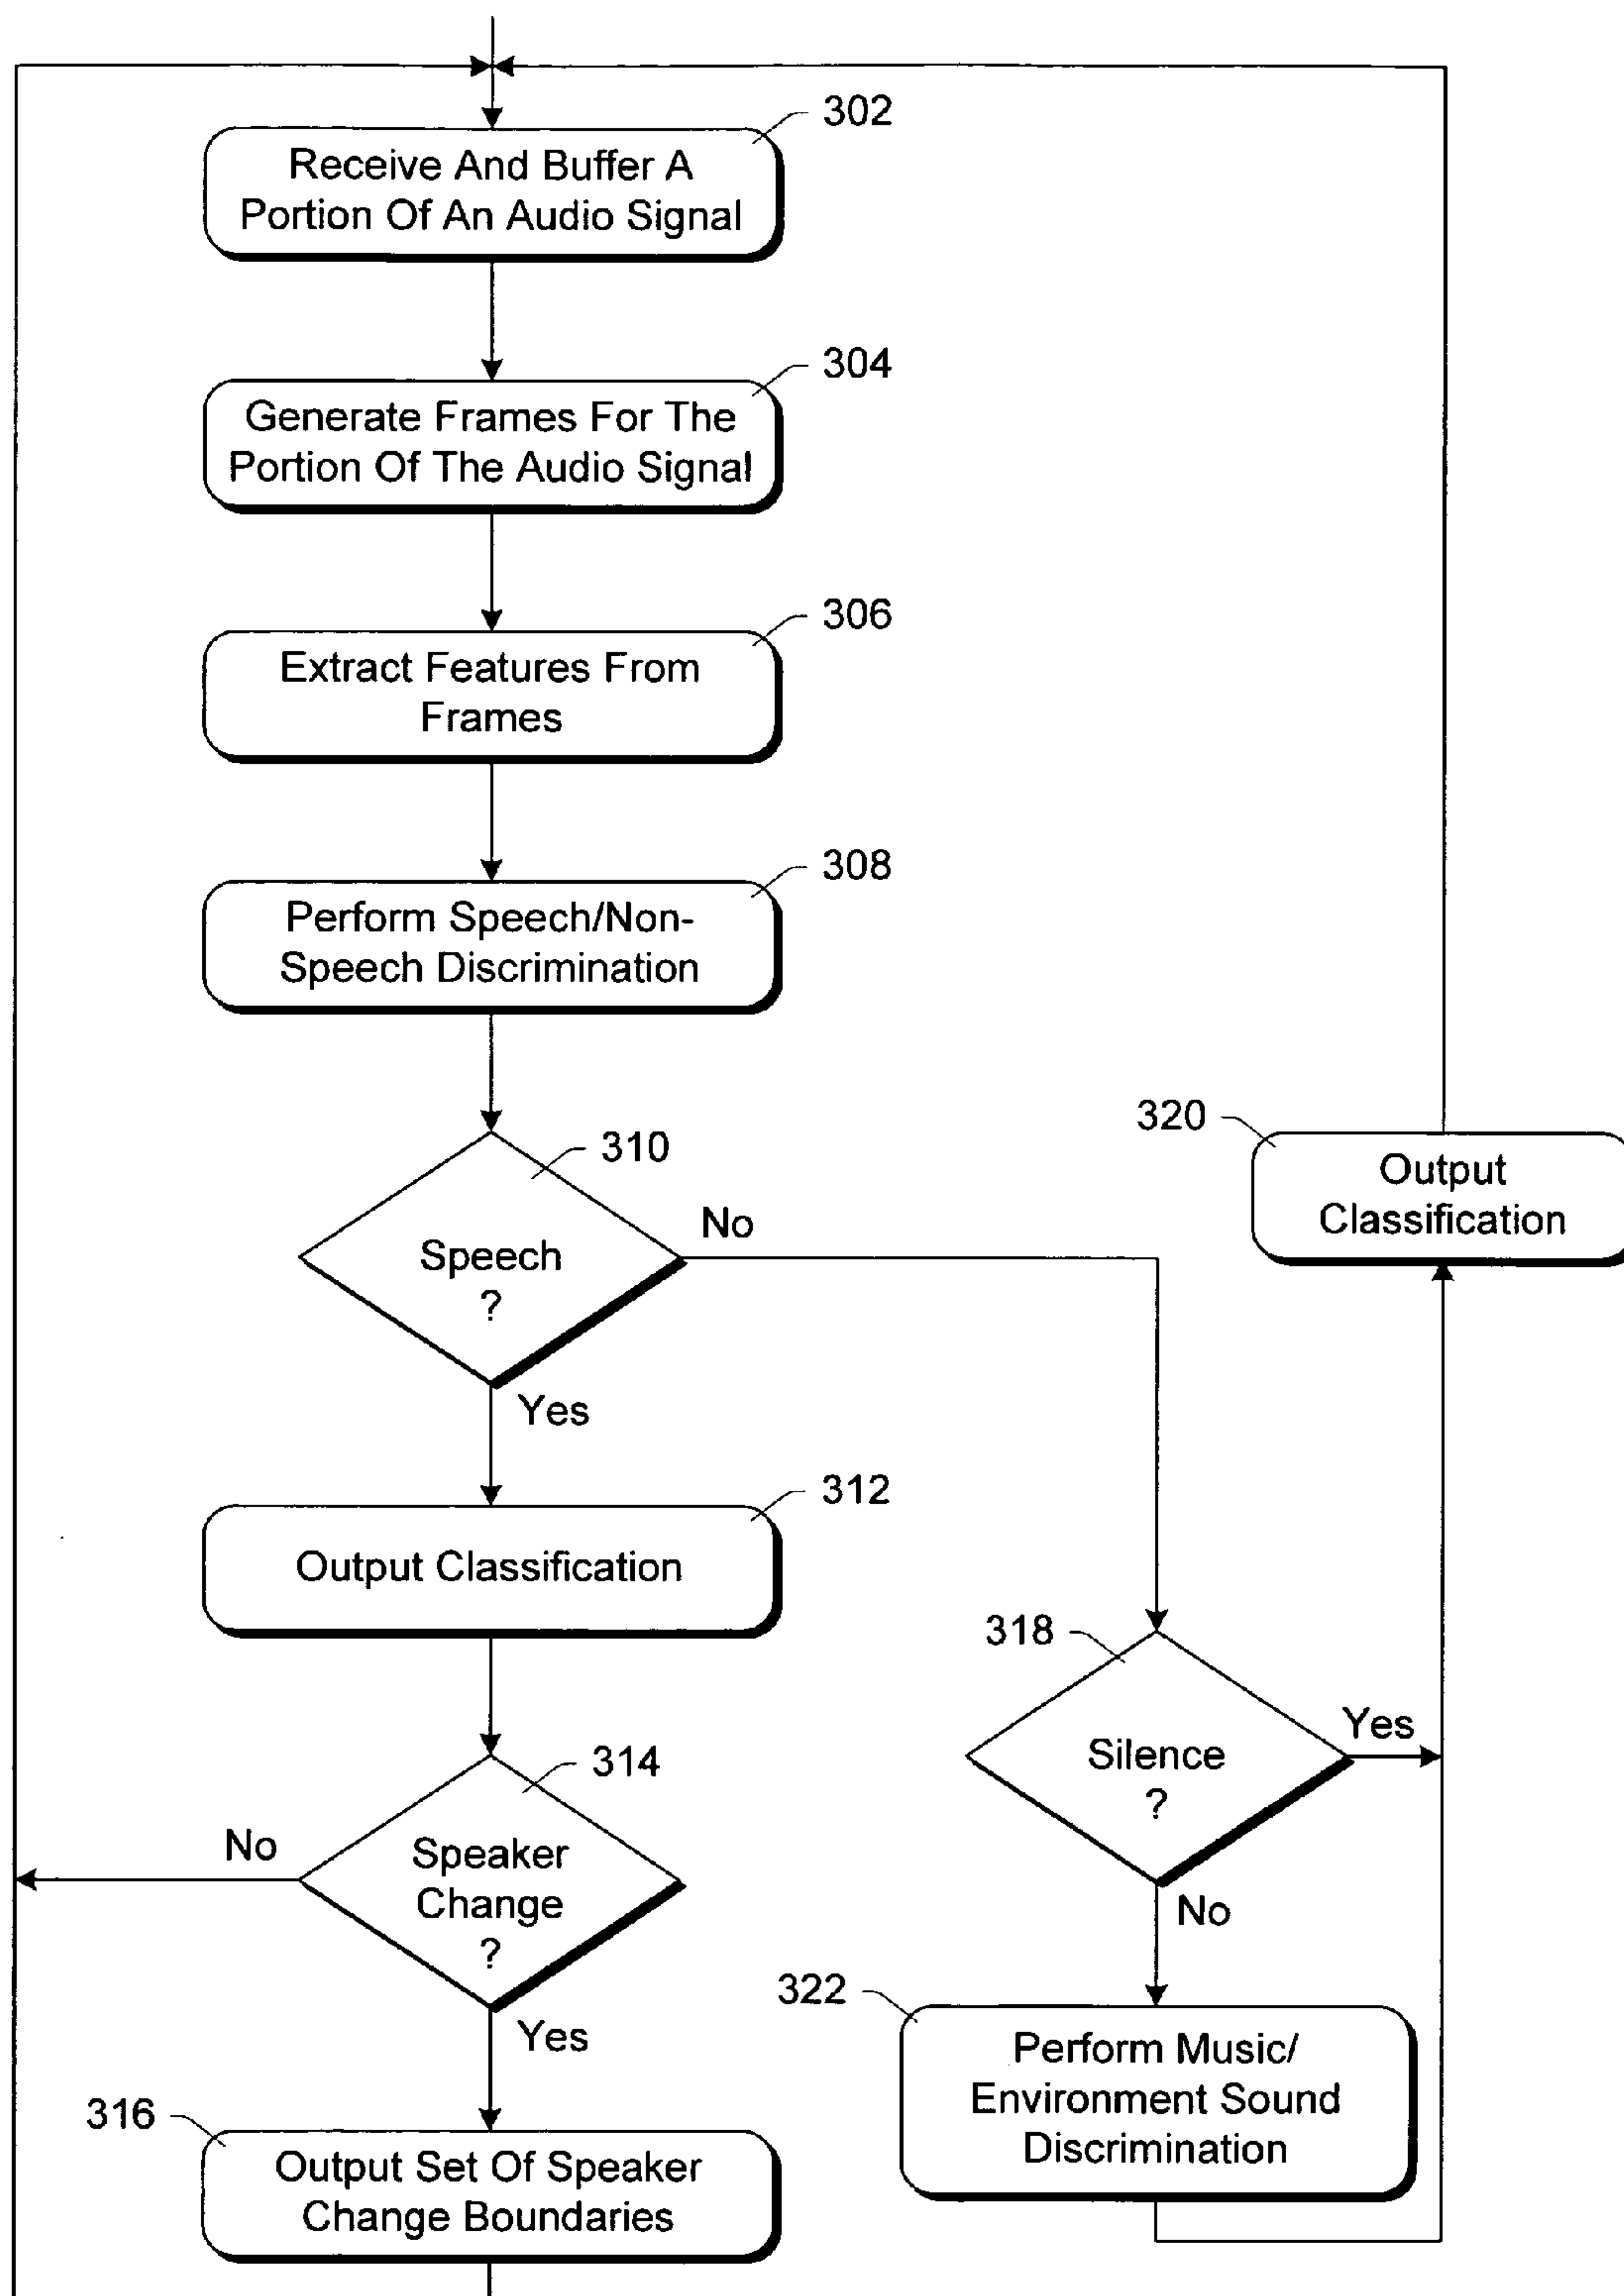 302
Receive And Buffer A
Portion Of An Audio Signal
304
Generate Frames For The
Portion Of The Audio Signal
306
Extract Features From
Frames
308
Perform Speech/Non-
Speech Discrimination
310
Speech
?
No
Yes
320
Output
Classification
312
Output Classification
318
Silence
?
Yes
No
314
Speaker
Change
?
No
Yes
322
Perform Music/
Environment Sound
Discrimination
316
Output Set Of Speaker
Change Boundaries